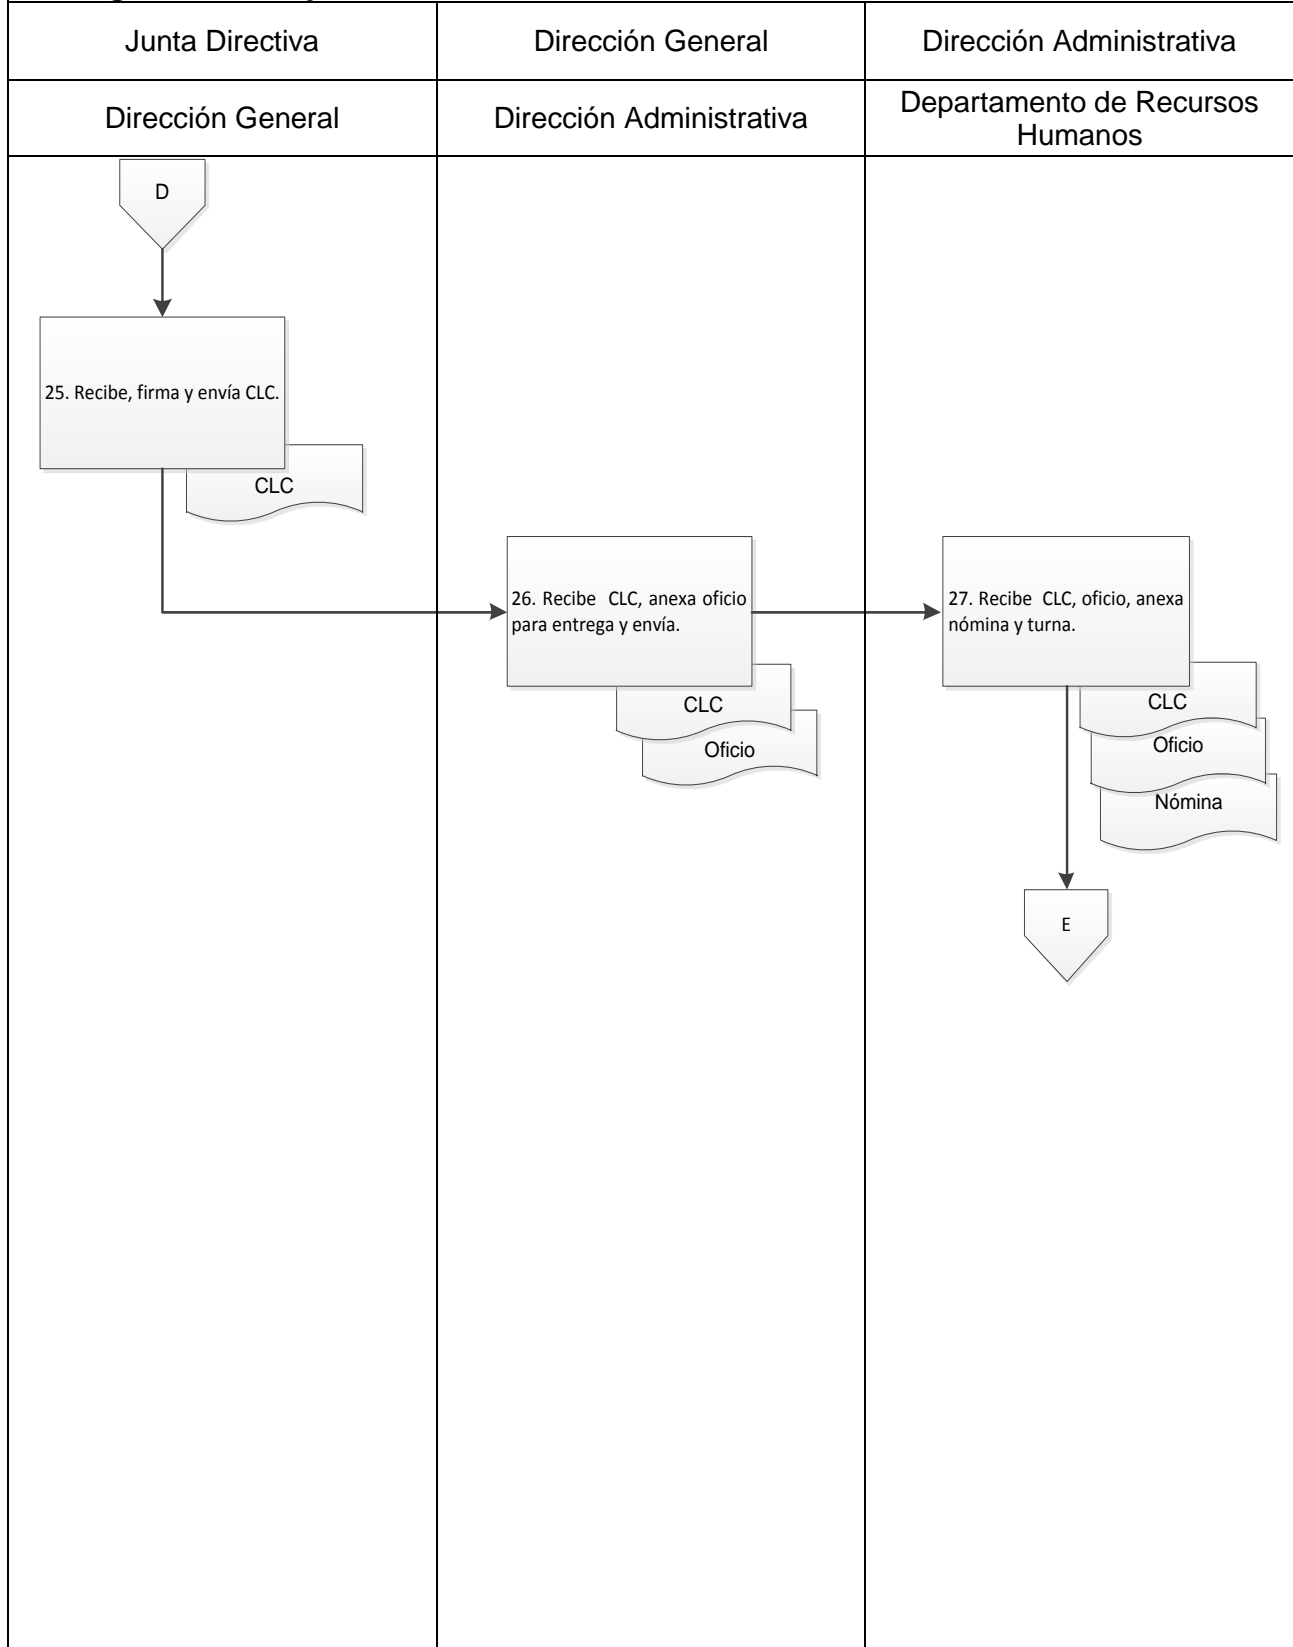 Junta Directiva
Dirección General
Dirección Administrativa
Dirección General
Dirección Administrativa
Departamento de Recursos
Humanos
D
25. Recibe, firma y envía CLC.
CLC
26. Recibe CLC, anexa oficio
para entrega y envía.
CLC
Oficio
27. Recibe CLC, oficio, anexa
nómina y turna.
CLC
Oficio
Nómina
E